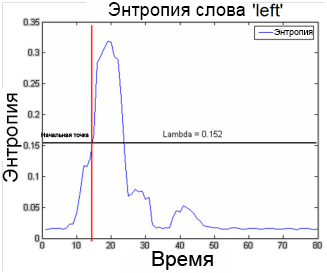 Энтропия слова 'left'
0.35
Энтропия
0.3
0.25
0.2
Начальная точка
Lambda = 0.152
0.15
0.1
0.05
0
0 10 20 30 40 50 60 70 80
Энтропия
Время